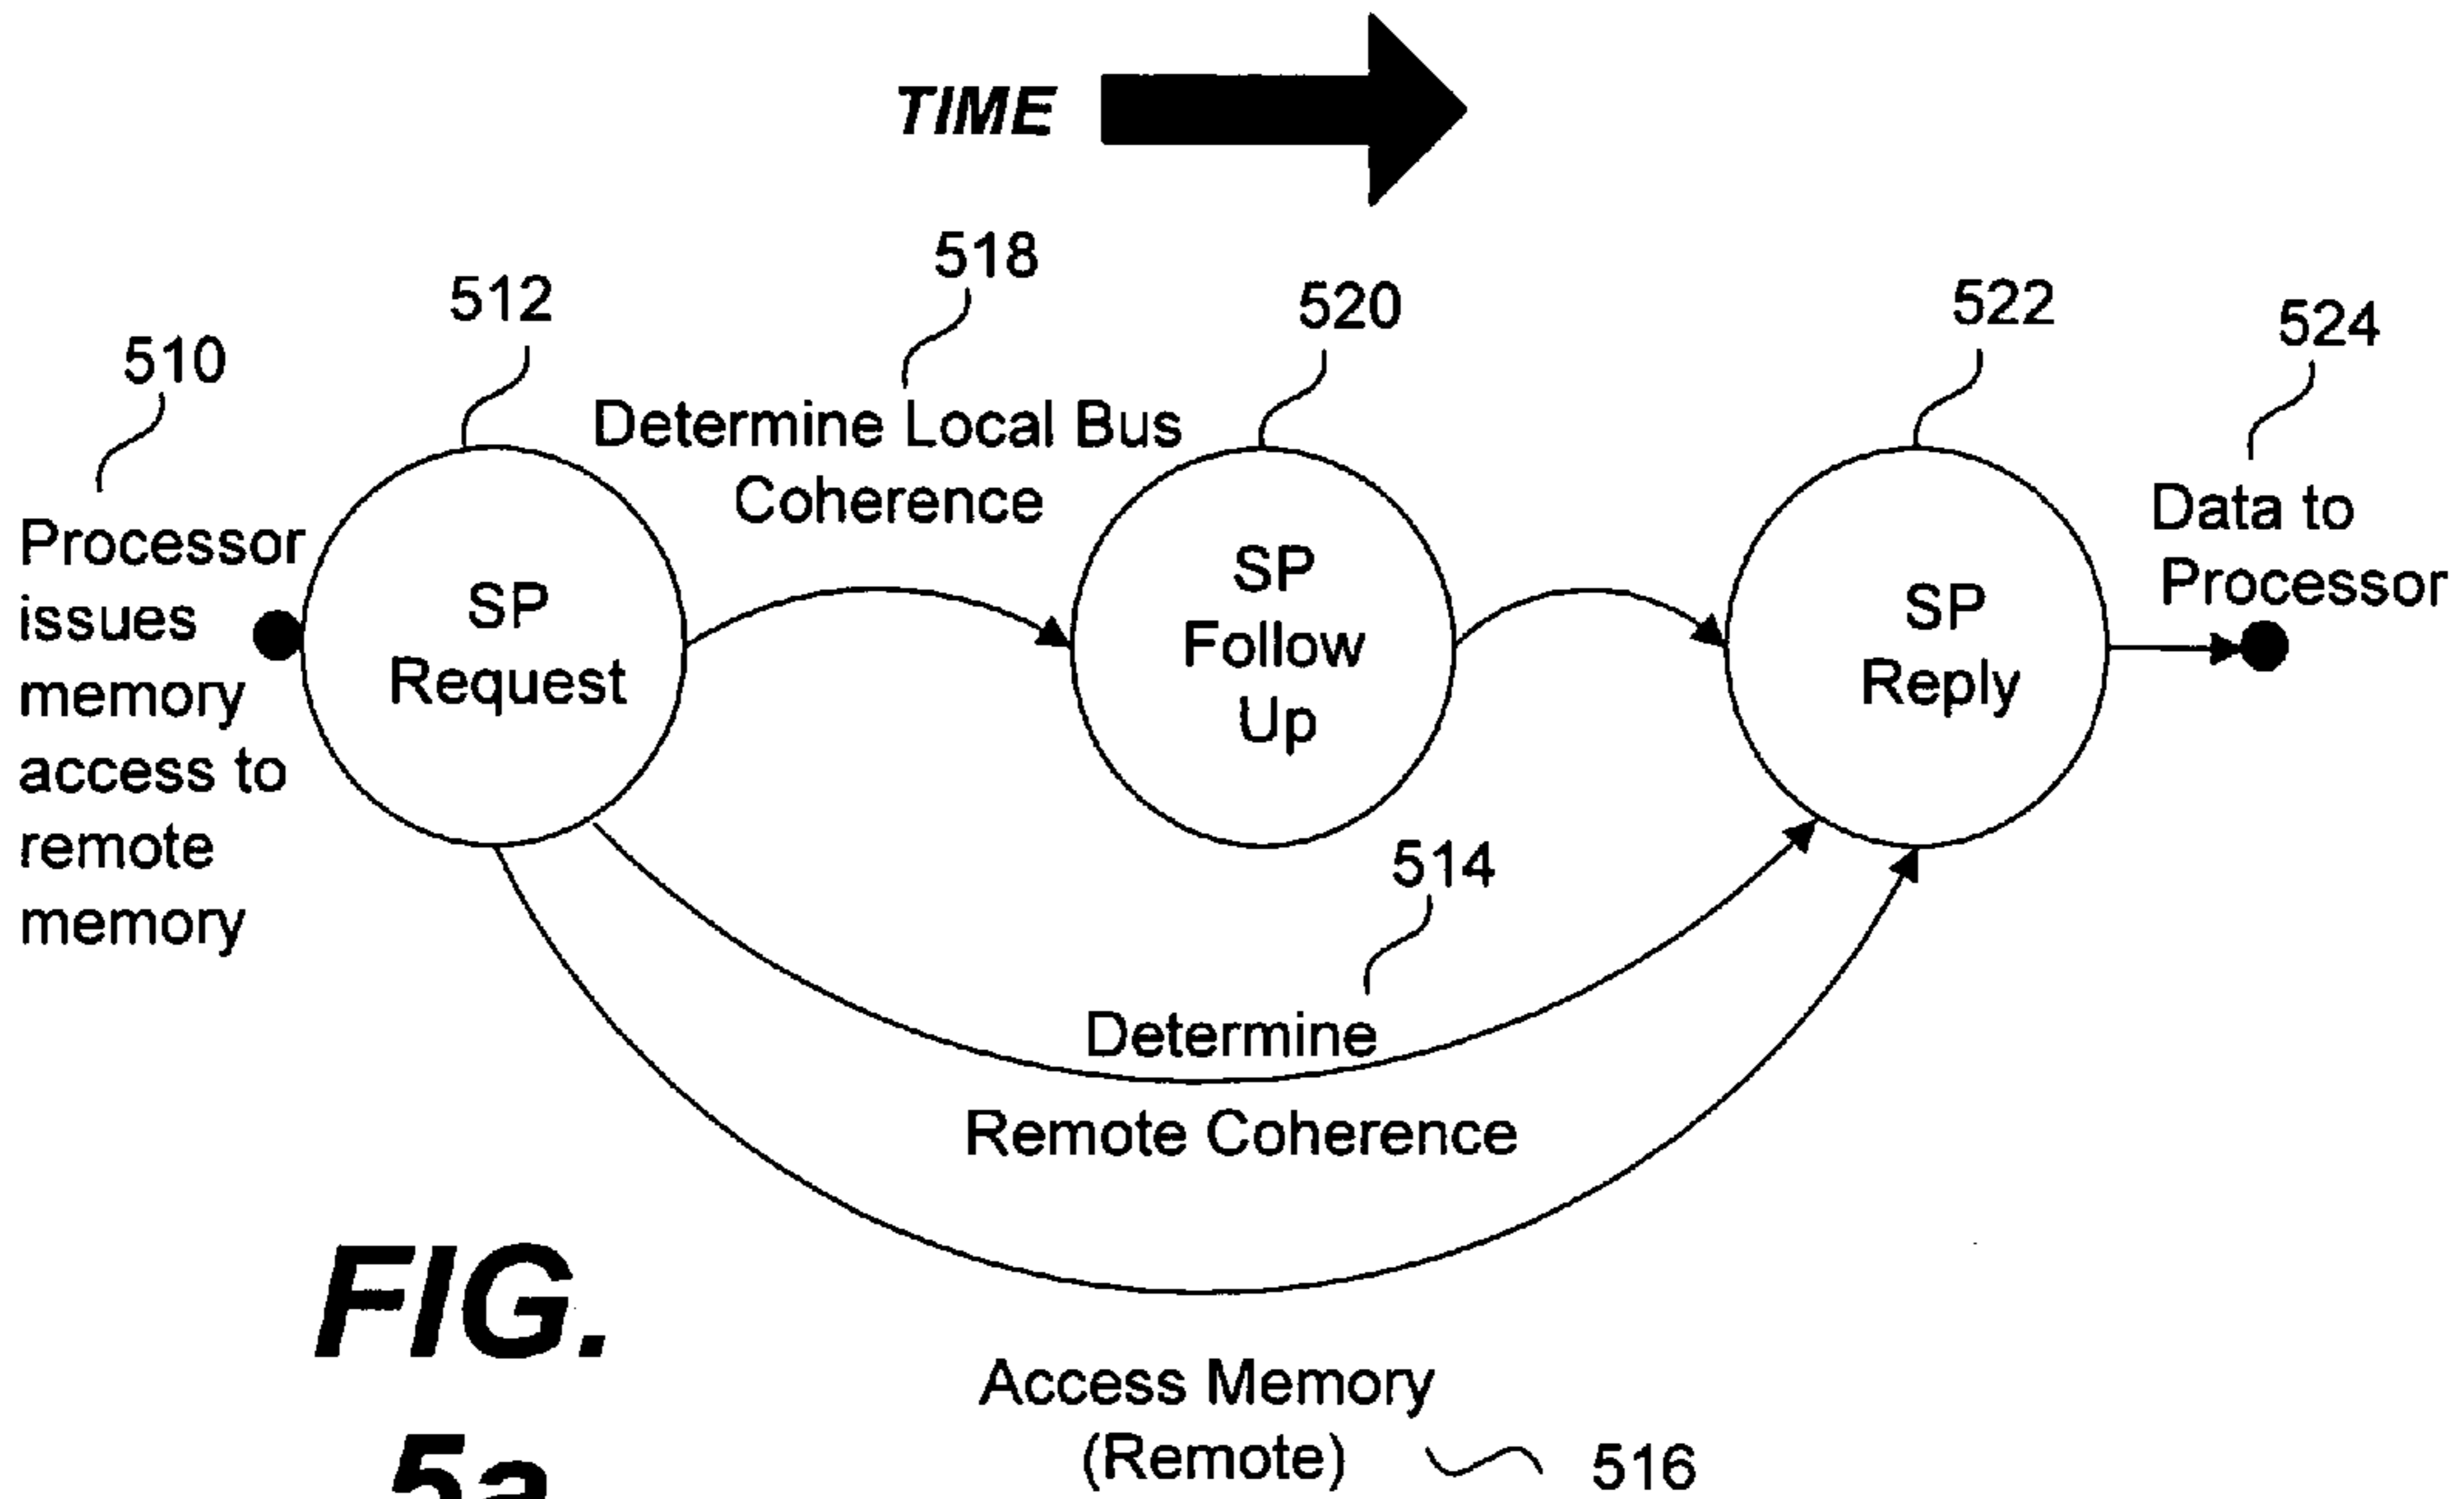 TIME
518
512
520
522
524
510
Determine Local Bus
Coherence
Data to
Processor
Processor
issues
memory
access to
remote
memory
SP
Request
SP
Follow
Up
SP
Reply
514
Determine
Remote Coherence
FIG.
5a
Access Memory
(Remote)
516